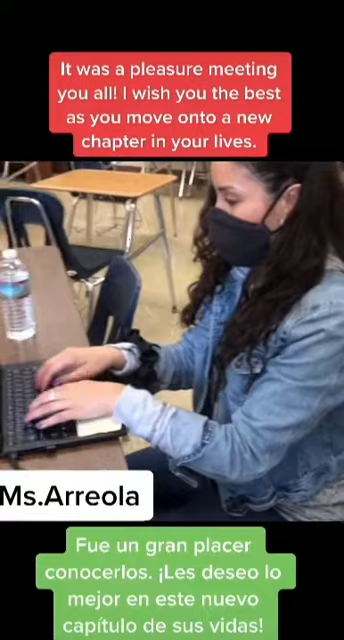 It was a pleasure meeting
you all! I wish you the best
as you move onto a new
chapter in your lives.
Ms.Arreola
Fue un gran placer
conocerlos. ¡Les deseo lo
mejor en este nuevo
capítulo de sus vidas!